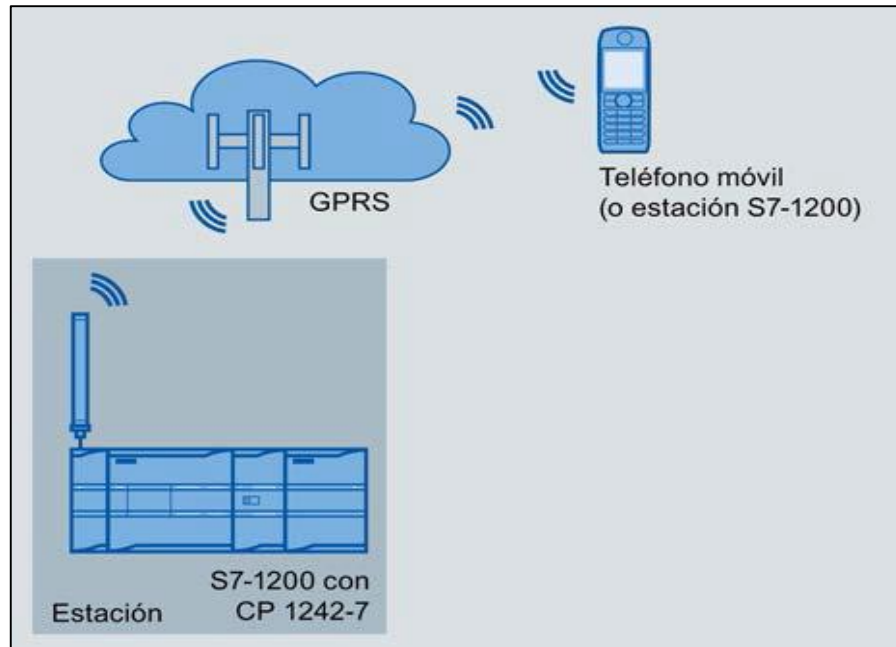 GPRS
Teléfono móvil
(o estación S7-1200)
S7-1200 con
Estación CP 1242-7